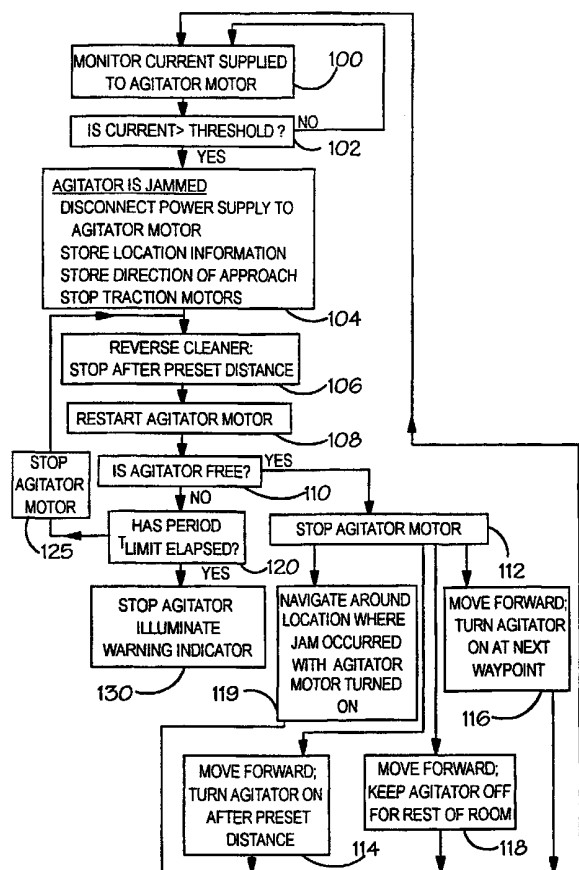 MONITOR CURRENT SUPPLIED
TO AGITATOR MOTOR
100
IS CURRENT> THRESHOLD ?
NO
102
YES
AGITATOR IS JAMMED
DISCONNECT POWER SUPPLY TO
AGITATOR MOTOR
STORE LOCATION INFORMATION
STORE DIRECTION OF APPROACH
STOP TRACTION MOTORS
104
REVERSE CLEANER:
STOP AFTER PRESET DISTANCE
106
RESTART AGITATOR MOTOR
108
IS AGITATOR FREE?
YES
110
NO
STOP
AGITATOR
MOTOR
125
HAS PERIOD
TLIMIT ELAPSED?
120
YES
STOP AGITATOR
ILLUMINATE
WARNING INDICATOR
130
STOP AGITATOR MOTOR
112
NAVIGATE AROUND
LOCATION WHERE
JAM OCCURRED
WITH AGITATOR
MOTOR TURNED
ON
119
MOVE FORWARD;
TURN AGITATOR
ON AT NEXT
WAYPOINT
116
MOVE FORWARD;
TURN AGITATOR ON
AFTER PRESET
DISTANCE
114
MOVE FORWARD;
KEEP AGITATOR OFF
FOR REST OF ROOM
118